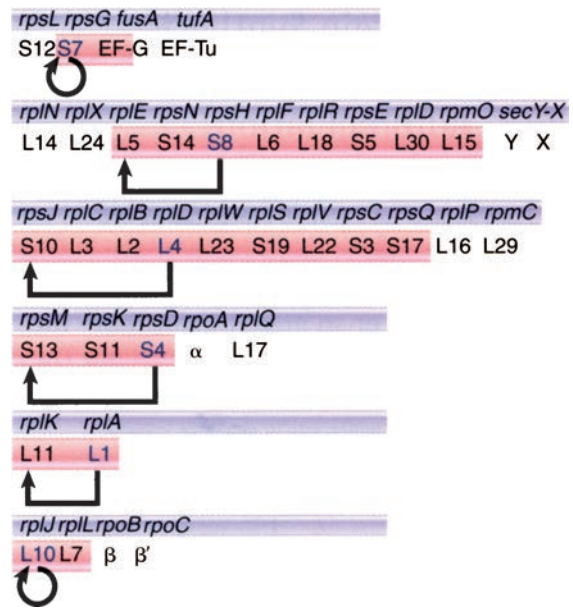 rpsL rpsG fusA tufA
S12 S7 EF-G EF-Tu
rplN rplX rplE rpsN rpsH rplF rplR rpsE rplD rpmO secY-X
L14 L24 L5 S14 S8 L6 L18 S5 L30 L15 Y X
rpsJ rplC rplB rplD rplW rplS rplV rpsC rpsQ rplP rpmC
S10 L3 L2 L4 L23 S19 L22 S3 S17 L16 L29
rpsM rpsK rpsD rpoA rplQ
S13 S11 S4 α L17
rplK rplA
L11 L1
rplJ rplL rpoB rpoC
L10 L7 β β'